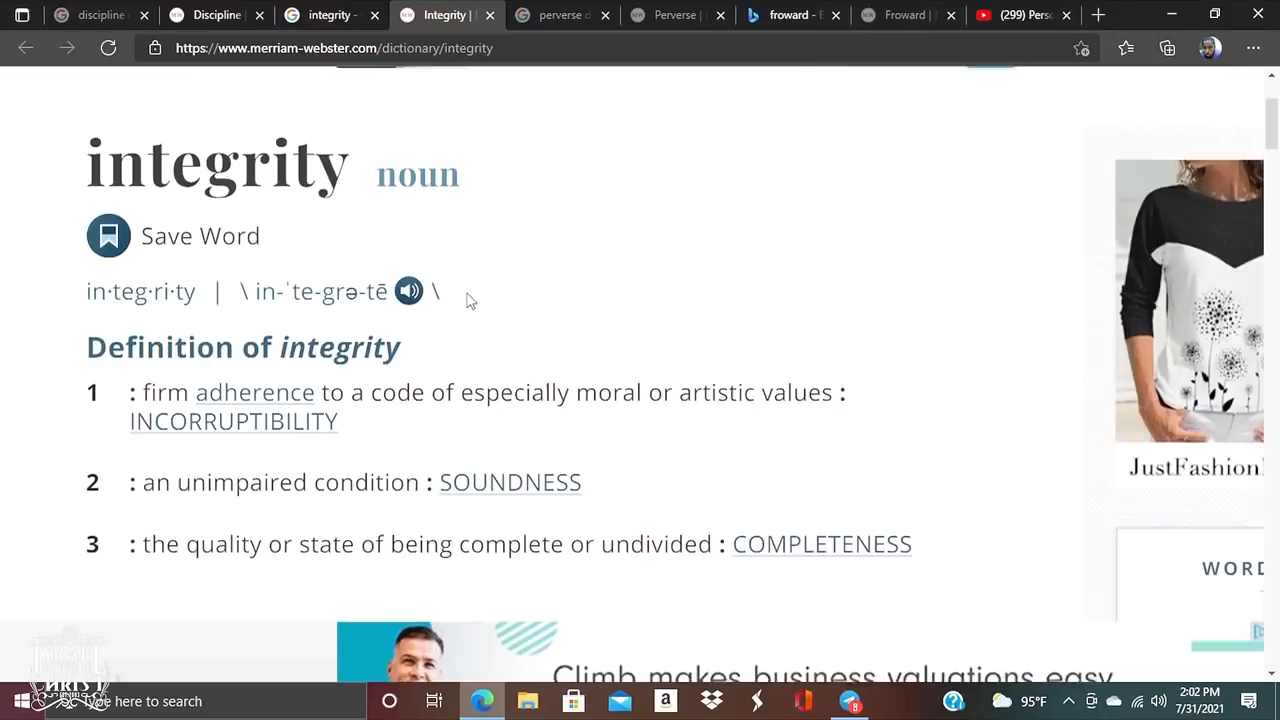 discipline
Discipline |
integrity -
Integrity |
perverse d
Perverse |
froward - B
Froward |
(299) Perso
https://www.merriam-webster.com/dictionary/integrity
integrity noun
Save Word
in·teg·ri·ty | \ in-ˈte-grə-tē \
Definition of integrity
1 : firm adherence to a code of especially moral or artistic values :
INCORRUPTIBILITY
2 : an unimpaired condition : SOUNDNESS
3 : the quality or state of being complete or undivided : COMPLETENESS
JustFashion
WORD
Climb makes business valuations easy
Type here to search
8
95°F
2:02 PM
7/31/2021